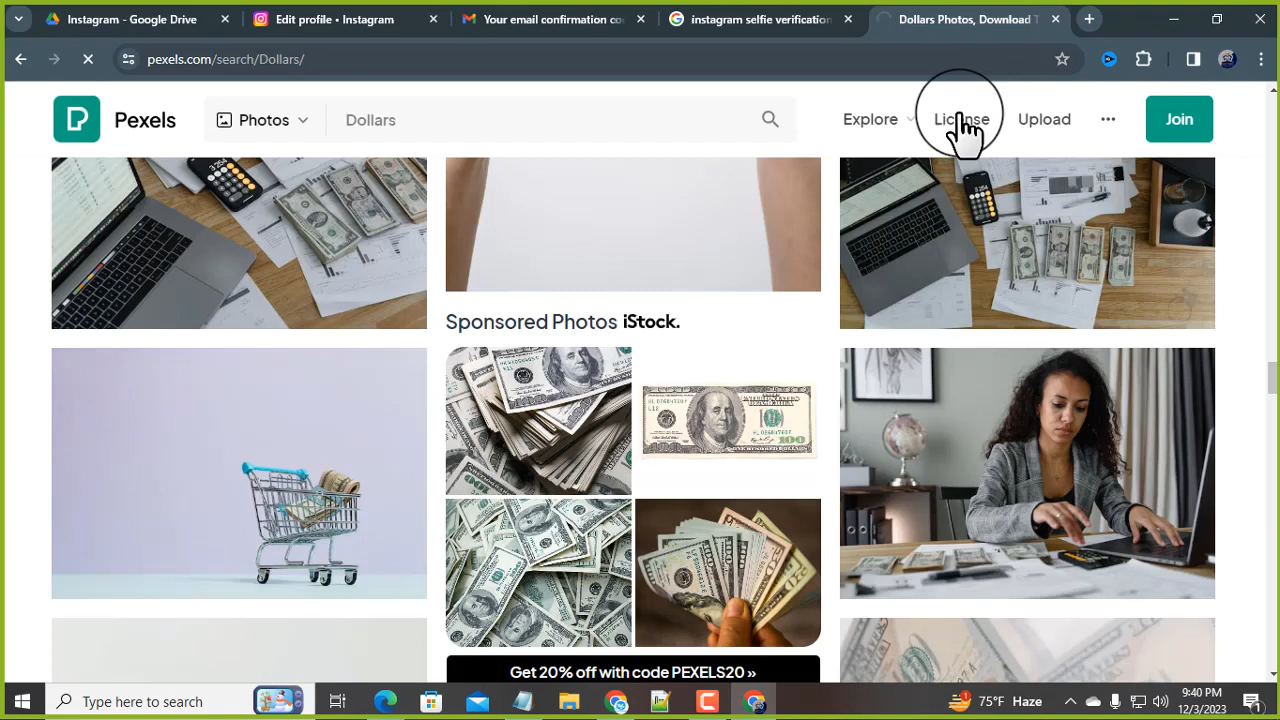 Instagram - Google Drive
Edit profile • Instagram
Your email confirmation co
instagram selfie verification
Dollars Photos, Download T
pexels.com/search/Dollars/
Pexels
Photos
Dollars
Explore
License
Upload
Join
Sponsored Photos iStock.
100
Get 20% off with code PEXELS20 »
Type here to search
75°F Haze
9:40 PM
12/3/2023
1